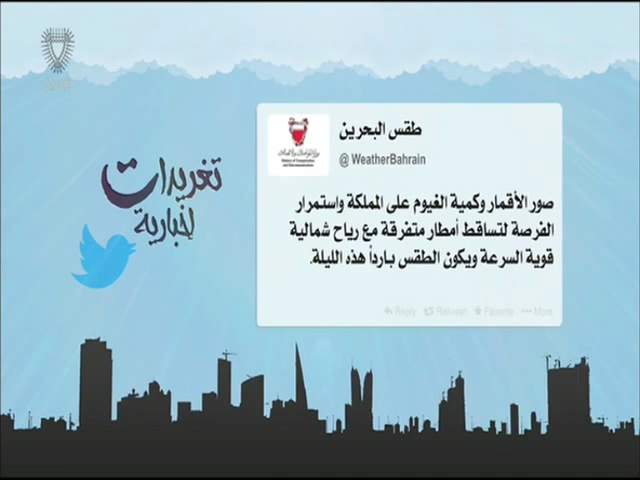 تغريدات
إخبارية
طقس البحرين
@WeatherBahrain
صور الأقمار وكمية الغيوم على المملكة واستمرار
الفرصة لتساقط أمطار متفرقة مع رياح شمالية
قوية السرعة ويكون الطقس بارداً هذه الليلة.
Reply Retweet Favorite More